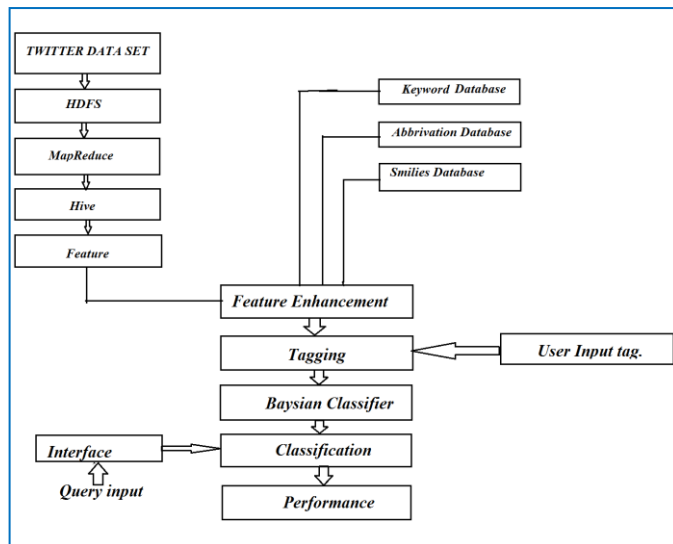 TWITTER DATA SET
HDFS
MapReduce
Hive
Feature
Keyword Database
Abbrivation Database
Smilies Database
Feature Enhancement
Tagging
User Input tag.
Baysian Classifier
Interface
Classification
Query input
Performance